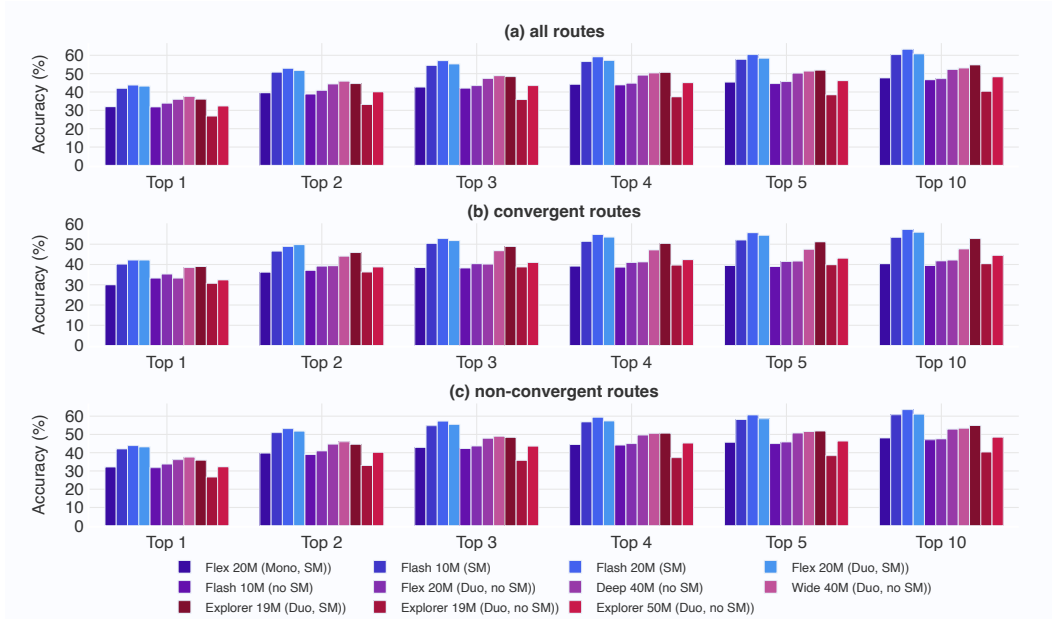 (a) all routes
Accuracy (%)
60
50
40
30
20
10
0
Top 1 Top 2 Top 3 Top 4 Top 5 Top 10
(b) convergent routes
Accuracy (%)
60
50
40
30
20
10
0
Top 1 Top 2 Top 3 Top 4 Top 5 Top 10
(c) non-convergent routes
Accuracy (%)
60
50
40
30
20
10
0
Top 1 Top 2 Top 3 Top 4 Top 5 Top 10
Flex 20M (Mono, SM)) Flash 10M (SM) Flash 20M (SM) Flex 20M (Duo, SM))
Flash 10M (no SM) Flex 20M (Duo, no SM)) Deep 40M (no SM) Wide 40M (Duo, no SM))
Explorer 19M (Duo, SM)) Explorer 19M (Duo, no SM)) Explorer 50M (Duo, no SM))